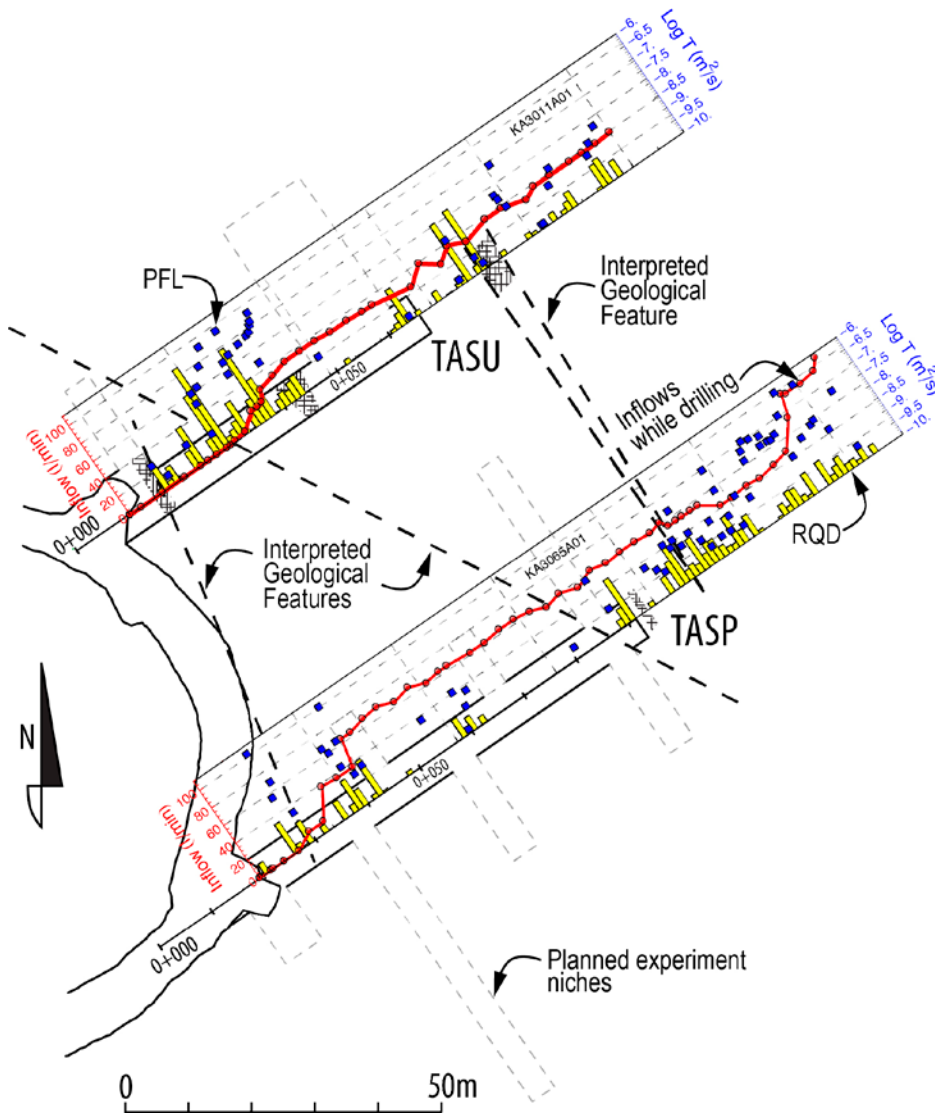 Log T (m²/s)
-6.
-6.5
-7.
-7.5
-8.
-8.5
-9.
-9.5
-10.
KA3011A01
PFL
Interpreted
Geological
Feature
TASU
0+050
100
80
60
40
20
0
Inflow (l/min)
0+000
Log T (m²/s)
-6.
-6.5
-7.
-7.5
-8.
-8.5
-9.
-9.5
-10.
Inflows
while drilling
KA3065A01
RQD
Interpreted
Geological
Features
TASP
N
0+050
100
80
60
40
20
0
Inflow (l/min)
0+000
Planned experiment
niches
0
50m